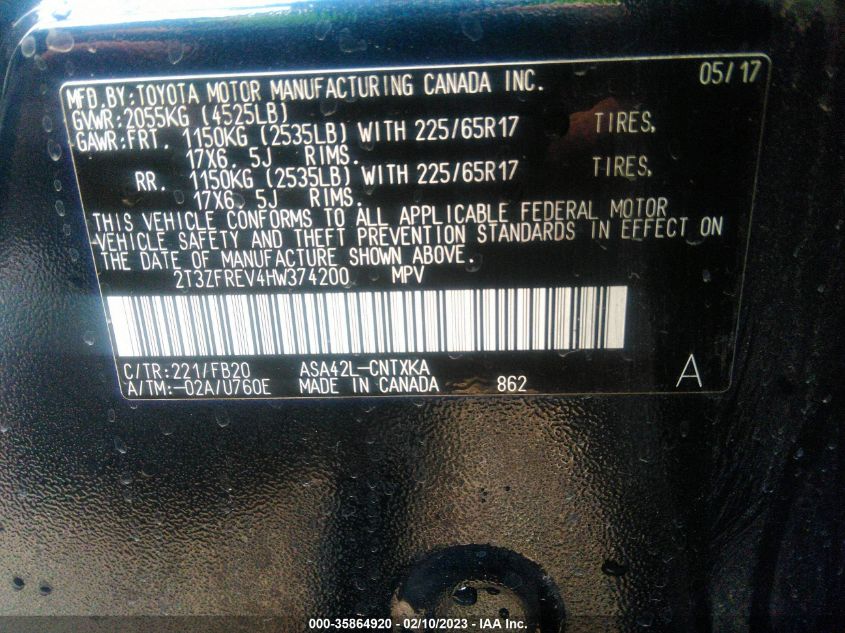 05/17
MFD.BY:TOYOTA MOTOR MANUFACTURING CANADA INC.
GVWR:2055KG (4525LB)
GAWR:FRT. 1150KG (2535LB) WITH 225/65R17 TIRES,
17X6.5J RIMS.
RR. 1150KG (2535LB) WITH 225/65R17 TIRES,
17X6.5J RIMS.
THIS VEHICLE CONFORMS TO ALL APPLICABLE FEDERAL MOTOR
VEHICLE SAFETY AND THEFT PREVENTION STANDARDS IN EFFECT ON
THE DATE OF MANUFACTURE SHOWN ABOVE.
2T3ZFREV4HW374200 MPV
C/TR:221/FB20 ASA42L-CNTXKA
A/TM:-02A/U760E MADE IN CANADA 862 A
000-35864920 — 02/10/2023 — IAA Inc.